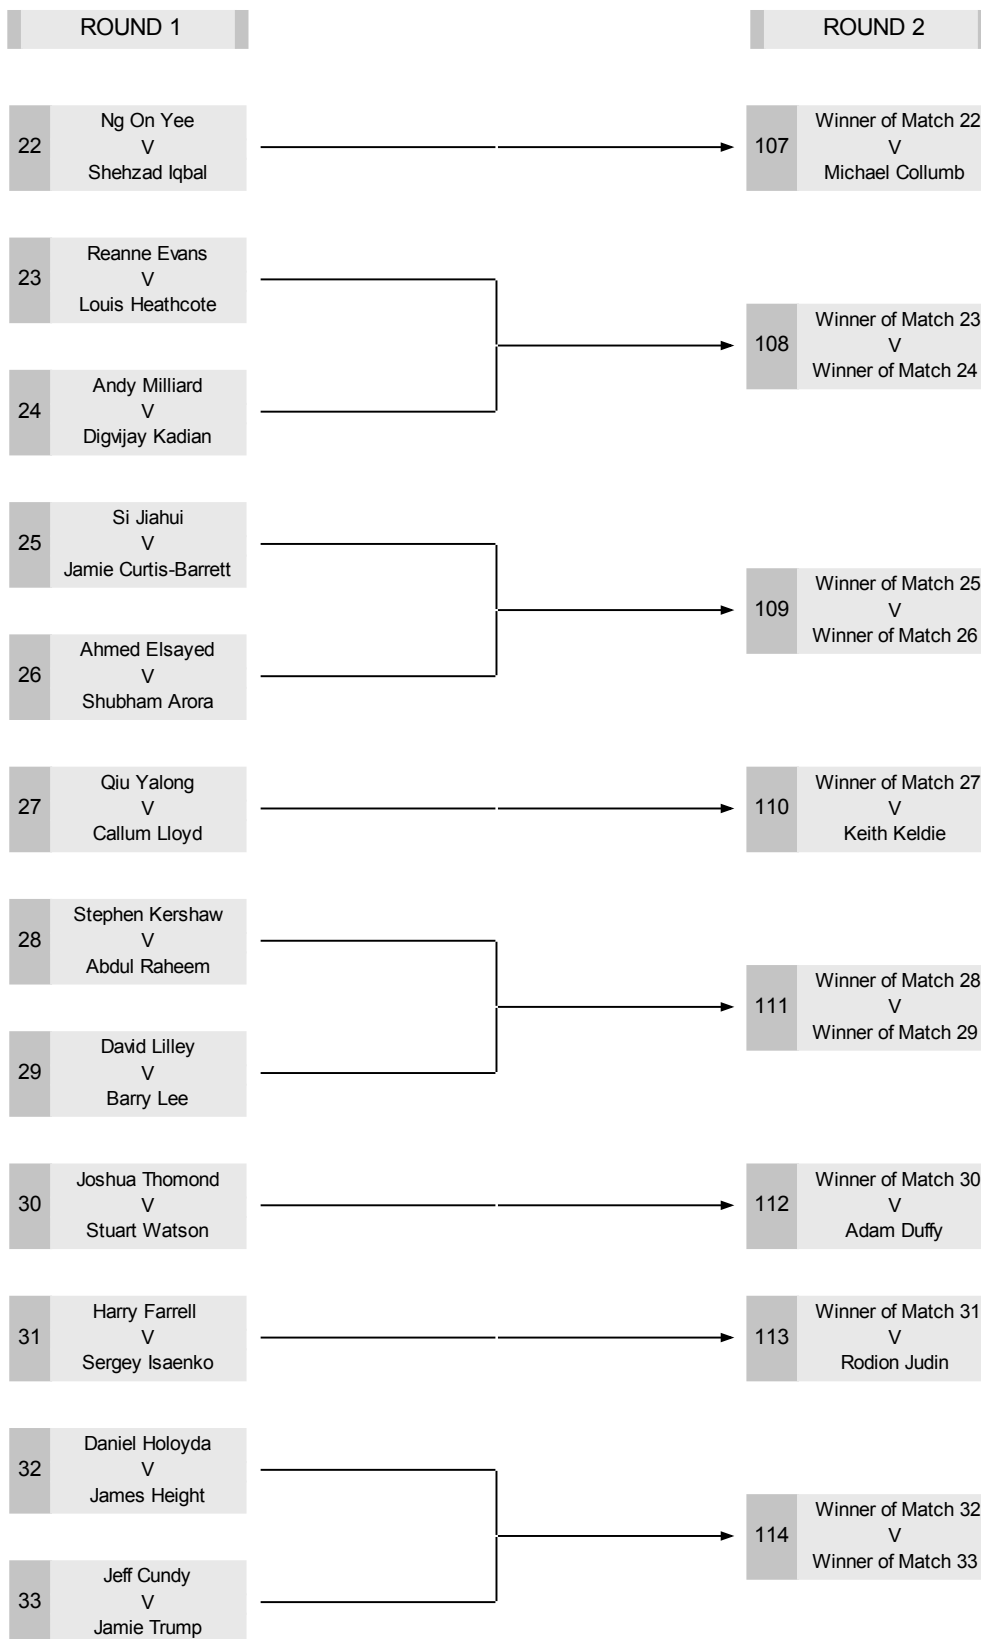 ROUND 1
ROUND 2
22
Ng On Yee
V
Shehzad Iqbal
107
Winner of Match 22
V
Michael Collumb
23
Reanne Evans
V
Louis Heathcote
108
Winner of Match 23
V
Winner of Match 24
24
Andy Milliard
V
Digvijay Kadian
25
Si Jiahui
V
Jamie Curtis-Barrett
109
Winner of Match 25
V
Winner of Match 26
26
Ahmed Elsayed
V
Shubham Arora
27
Qiu Yalong
V
Callum Lloyd
110
Winner of Match 27
V
Keith Keldie
28
Stephen Kershaw
V
Abdul Raheem
111
Winner of Match 28
V
Winner of Match 29
29
David Lilley
V
Barry Lee
30
Joshua Thomond
V
Stuart Watson
112
Winner of Match 30
V
Adam Duffy
31
Harry Farrell
V
Sergey Isaenko
113
Winner of Match 31
V
Rodion Judin
32
Daniel Holoyda
V
James Height
114
Winner of Match 32
V
Winner of Match 33
33
Jeff Cundy
V
Jamie Trump